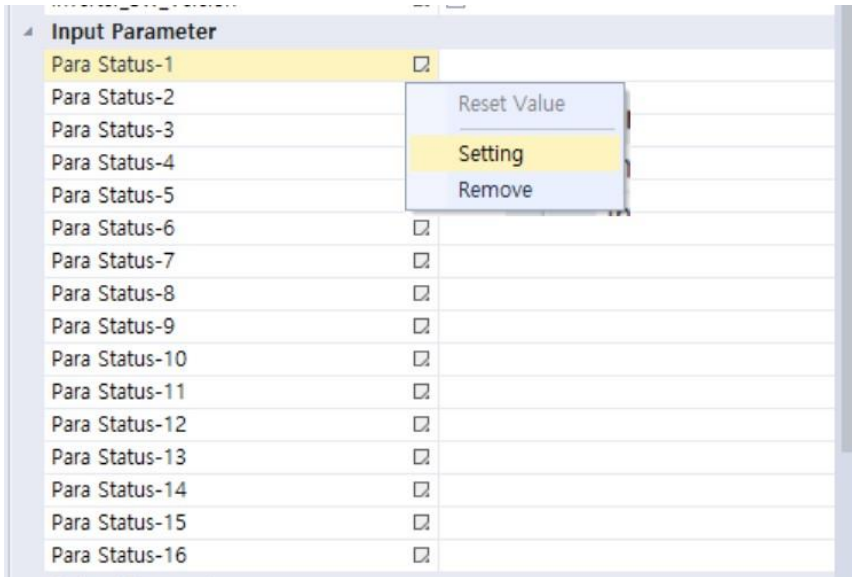 Input Parameter
Para Status-1
Para Status-2
Reset Value
Para Status-3
Para Status-4
Setting
Para Status-5
Remove
Para Status-6
Para Status-7
Para Status-8
Para Status-9
Para Status-10
Para Status-11
Para Status-12
Para Status-13
Para Status-14
Para Status-15
Para Status-16